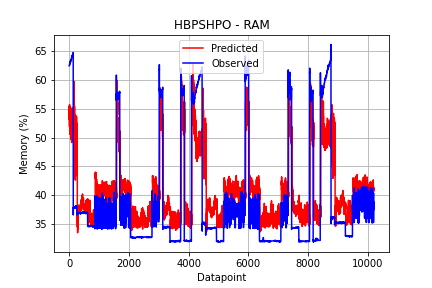 HBPSHPO - RAM
Predicted
Observed
Memory (%)
65
60
55
50
45
40
35
0
2000
4000
6000
8000
10000
Datapoint